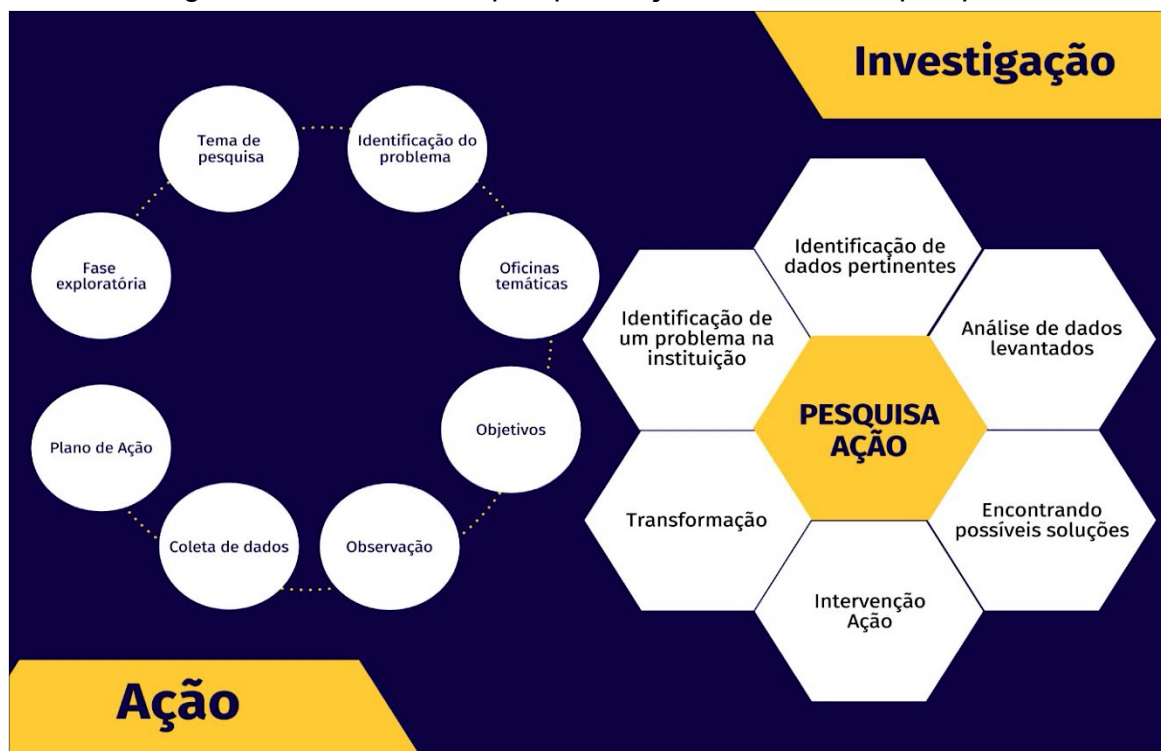 Investigação
Tema de
pesquisa
Identificação do
problema
Fase
exploratória
Oficinas
temáticas
Objetivos
Plano de Ação
Coleta de dados
Observação
Identificação de
dados pertinentes
Identificação de
um problema na
instituição
Análise de dados
levantados
PESQUISA
AÇÃO
Transformação
Encontrando
possíveis soluções
Intervenção
Ação
Ação